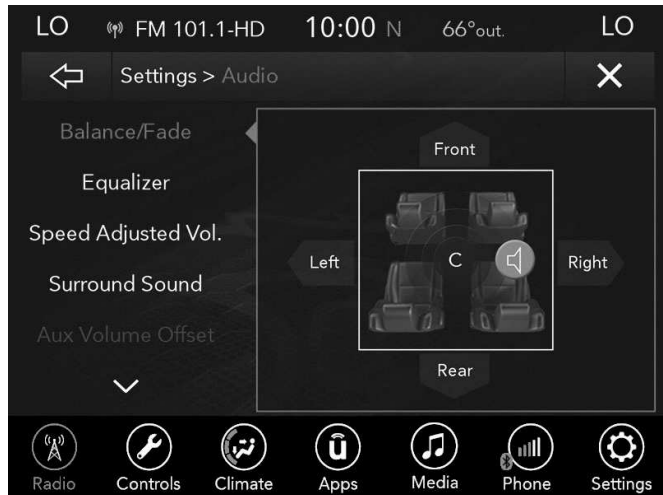 LO FM 101.1-HD 10:00 N 66°out. LO
Settings > Audio
Balance/Fade
Equalizer
Speed Adjusted Vol.
Surround Sound
Aux Volume Offset
Front
Left C Right
Rear
Radio Controls Climate Apps Media Phone Settings